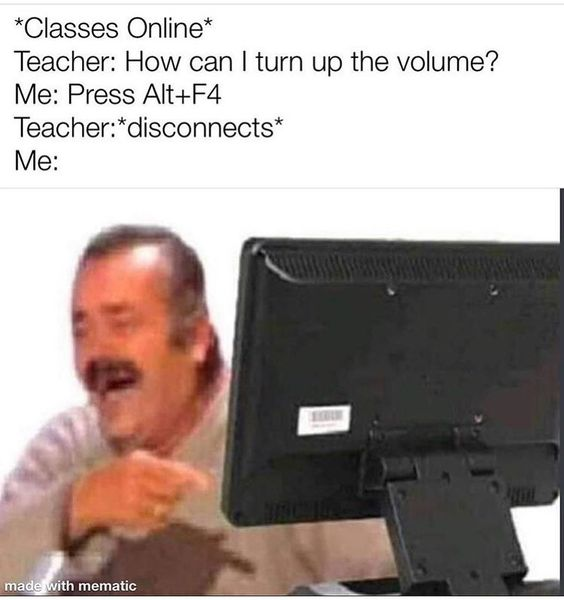 *Classes Online*
Teacher: How can I turn up the volume?
Me: Press Alt+F4
Teacher:*disconnects*
Me:
made with mematic